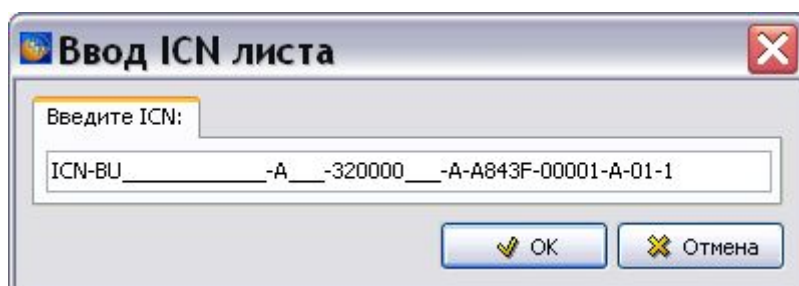 Ввод ICN листа
Введите ICN:
ICN-BU____________-A___-320000___-A-A843F-00001-A-01-1
OK Отмена